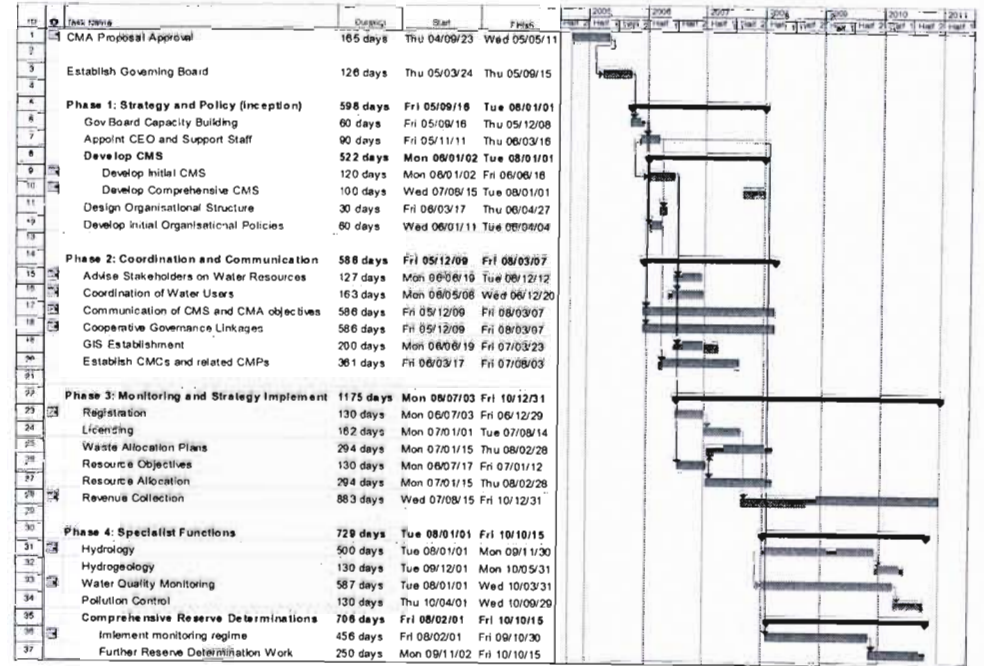 ID Task Name Duration Start Finish 2005 2006 2007 2008 2009 2010 2011
1 CMA Proposal Approval 165 days Thu 04/09/23 Wed 05/05/11
2
3 Establish Governing Board 126 days Thu 05/03/24 Thu 05/09/15
4
5 Phase 1: Strategy and Policy (inception) 598 days Fri 05/09/16 Tue 08/01/01
6 Gov Board Capacity Building 60 days Fri 05/09/16 Thu 05/12/08
7 Appoint CEO and Support Staff 90 days Fri 05/11/11 Thu 06/03/16
8 Develop CMS 522 days Mon 06/01/02 Tue 08/01/01
9 Develop Initial CMS 120 days Mon 06/01/02 Fri 06/06/16
10 Develop Comprehensive CMS 100 days Wed 07/08/15 Tue 08/01/01
11 Design Organisational Structure 30 days Fri 06/03/17 Thu 06/04/27
12 Develop Initial Organisational Policies 60 days Wed 06/01/11 Tue 06/04/04
13
14 Phase 2: Coordination and Communication 586 days Fri 05/12/09 Fri 08/03/07
15 Advise Stakeholders on Water Resources 127 days Mon 06/06/19 Tue 06/12/12
16 Coordination of Water Users 163 days Mon 06/05/08 Wed 06/12/20
17 Communication of CMS and CMA objectives 586 days Fri 05/12/09 Fri 08/03/07
18 Cooperative Governance Linkages 586 days Fri 05/12/09 Fri 08/03/07
19 GIS Establishment 200 days Mon 06/06/19 Fri 07/03/23
20 Establish CMCs and related CMPs 361 days Fri 06/03/17 Fri 07/08/03
21
22 Phase 3: Monitoring and Strategy Implement 1175 days Mon 06/07/03 Fri 10/12/31
23 Registration 130 days Mon 06/07/03 Fri 06/12/29
24 Licensing 162 days Mon 07/01/01 Tue 07/08/14
25 Waste Allocation Plans 294 days Mon 07/01/15 Thu 08/02/28
26 Resource Objectives 130 days Mon 06/07/17 Fri 07/01/12
27 Resource Allocation 294 days Mon 07/01/15 Thu 08/02/28
28 Revenue Collection 883 days Wed 07/08/15 Fri 10/12/31
29
30 Phase 4: Specialist Functions 729 days Tue 08/01/01 Fri 10/10/15
31 Hydrology 500 days Tue 08/01/01 Mon 09/11/30
32 Hydrogeology 130 days Tue 09/12/01 Mon 10/05/31
33 Water Quality Monitoring 587 days Tue 08/01/01 Wed 10/03/31
34 Pollution Control 130 days Thu 10/04/01 Wed 10/09/29
35 Comprehensive Reserve Determinations 706 days Fri 08/02/01 Fri 10/10/15
36 Imlement monitoring regime 456 days Fri 08/02/01 Fri 09/10/30
37 Further Reserve Determination Work 250 days Mon 09/11/02 Fri 10/10/15